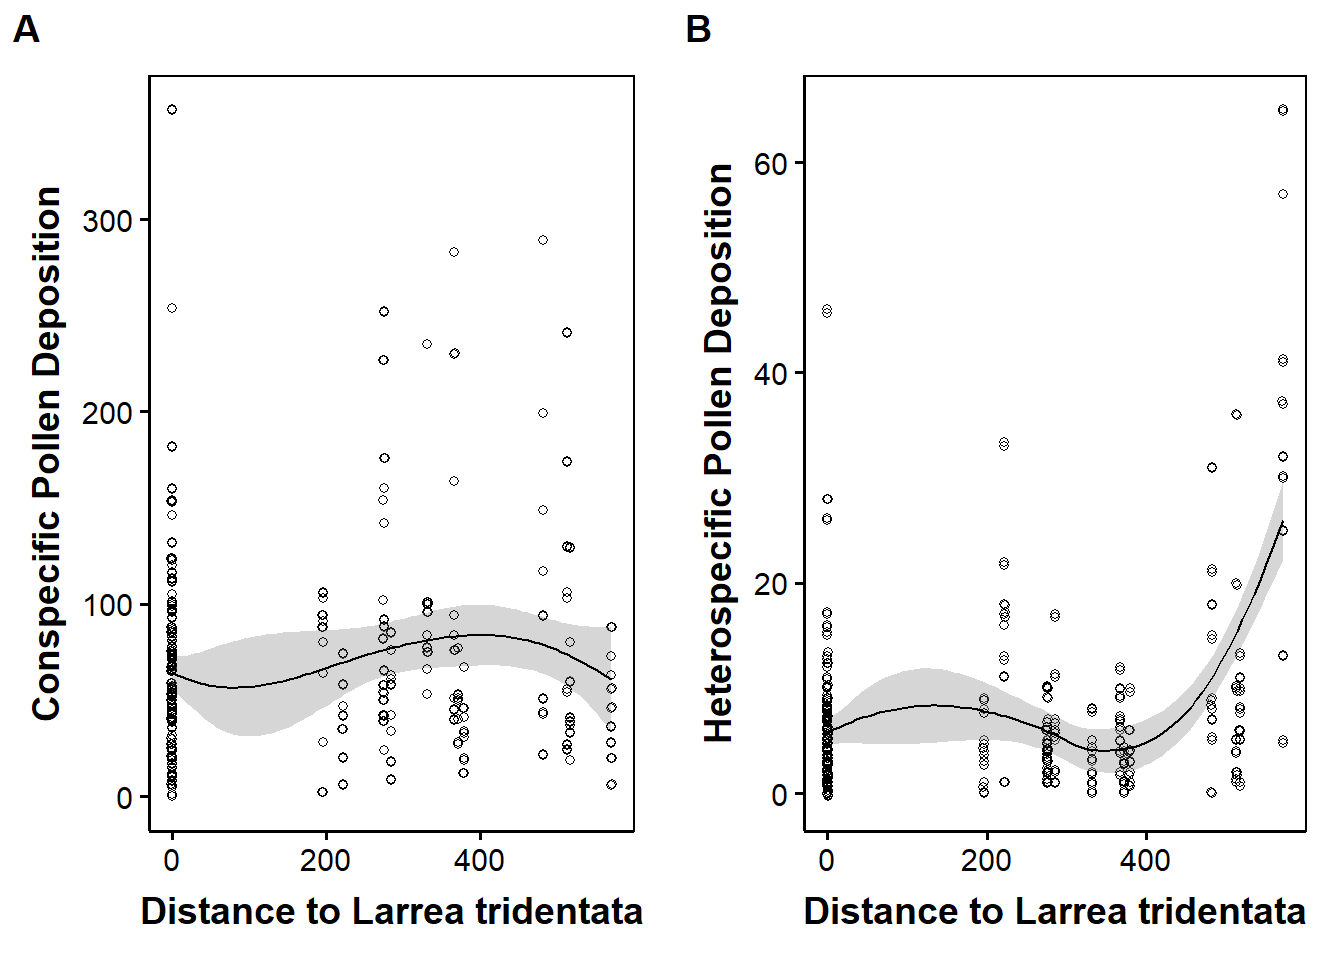 A
B
Conspecific Pollen Deposition
300
200
100
0
0
200
400
Distance to Larrea tridentata
Heterospecific Pollen Deposition
60
40
20
0
0
200
400
Distance to Larrea tridentata